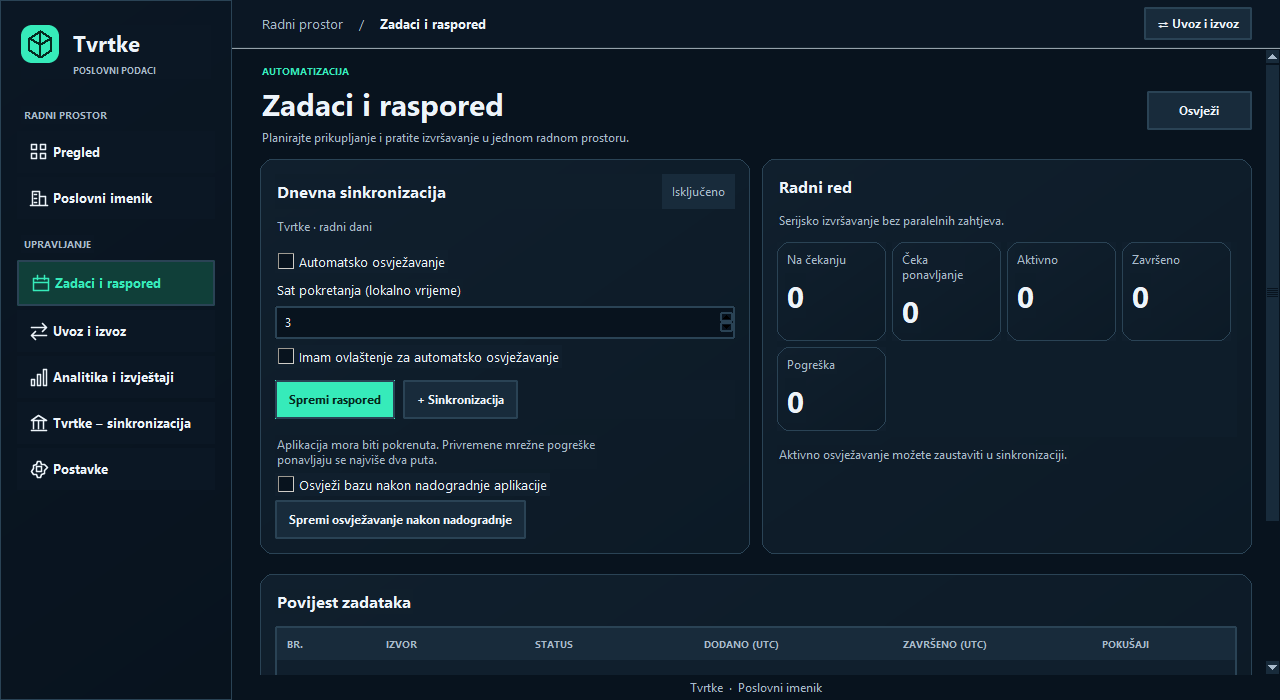 Tvrtke
POSLOVNI PODACI
RADNI PROSTOR
Pregled
Poslovni imenik
UPRAVLJANJE
Zadaci i raspored
Uvoz i izvoz
Analitika i izvještaji
Tvrtke – sinkronizacija
Postavke
Radni prostor / Zadaci i raspored
⇄ Uvoz i izvoz
AUTOMATIZACIJA
Zadaci i raspored
Planirajte prikupljanje i pratite izvršavanje u jednom radnom prostoru.
Osvježi
Dnevna sinkronizacija
Isključeno
Tvrtke · radni dani
Automatsko osvježavanje
Sat pokretanja (lokalno vrijeme)
3
Imam ovlaštenje za automatsko osvježavanje
Spremi raspored
+ Sinkronizacija
Aplikacija mora biti pokrenuta. Privremene mrežne pogreške
ponavljaju se najviše dva puta.
Osvježi bazu nakon nadogradnje aplikacije
Spremi osvježavanje nakon nadogradnje
Radni red
Serijsko izvršavanje bez paralelnih zahtjeva.
Na čekanju
0
Čeka
ponavljanje
0
Aktivno
0
Završeno
0
Pogreška
0
Aktivno osvježavanje možete zaustaviti u sinkronizaciji.
Povijest zadataka
BR. IZVOR STATUS DODANO (UTC) ZAVRŠENO (UTC) POKUŠAJI
Tvrtke · Poslovni imenik